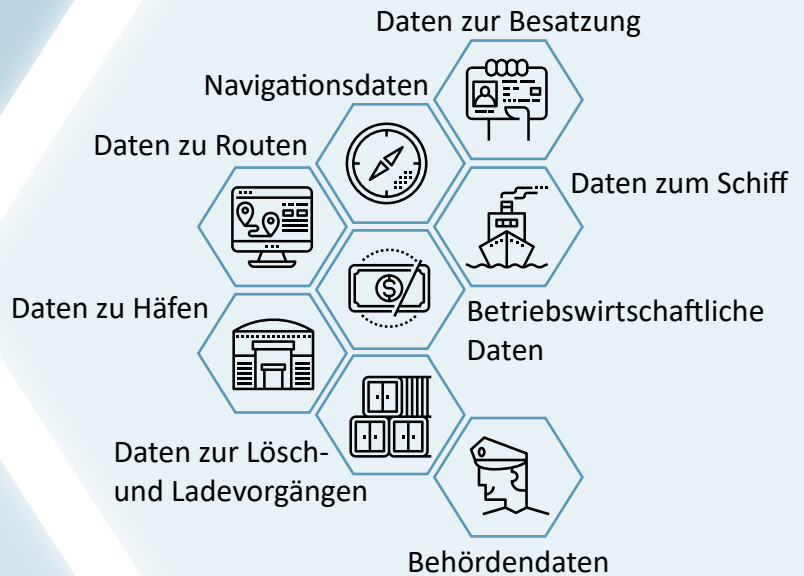 Daten zur Besatzung
Navigationsdaten
Daten zu Routen
Daten zum Schiff
Daten zu Häfen
Betriebswirtschaftliche
Daten
Daten zur Lösch-
und Ladevorgängen
Behördendaten